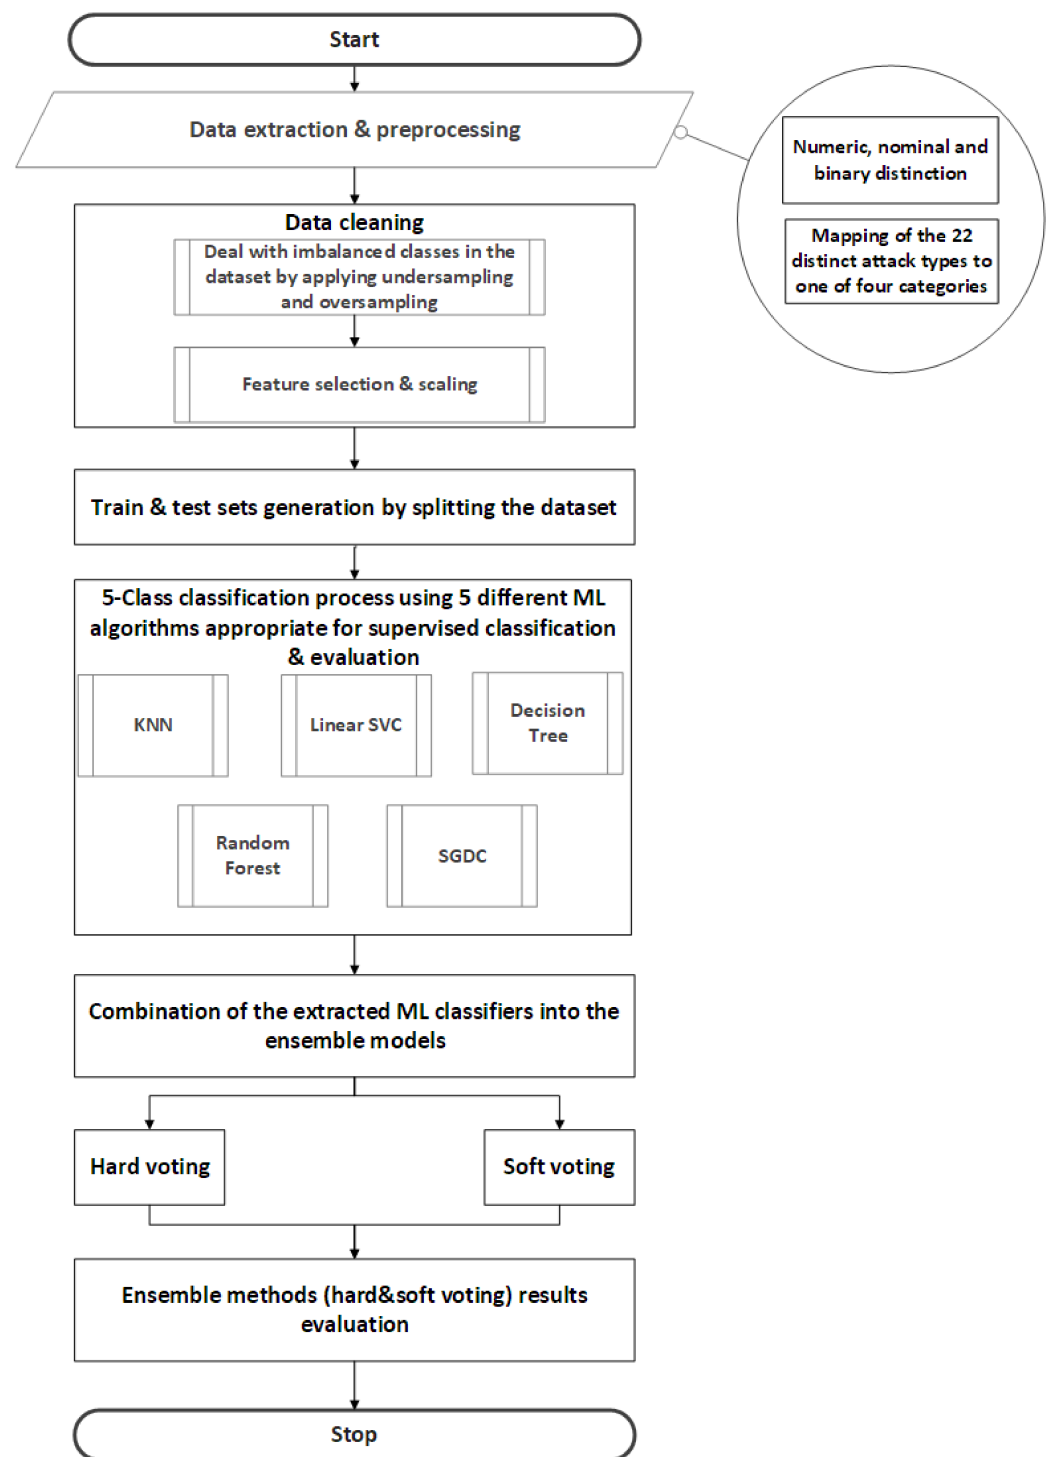 Start
Data extraction & preprocessing
Numeric, nominal and
binary distinction
Mapping of the 22
distinct attack types to
one of four categories
Data cleaning
Deal with imbalanced classes in the
dataset by applying undersampling
and oversampling
Feature selection & scaling
Train & test sets generation by splitting the dataset
5-Class classification process using 5 different ML
algorithms appropriate for supervised classification
& evaluation
KNN
Linear SVC
Decision
Tree
Random
Forest
SGDC
Combination of the extracted ML classifiers into the
ensemble models
Hard voting
Soft voting
Ensemble methods (hard&soft voting) results
evaluation
Stop